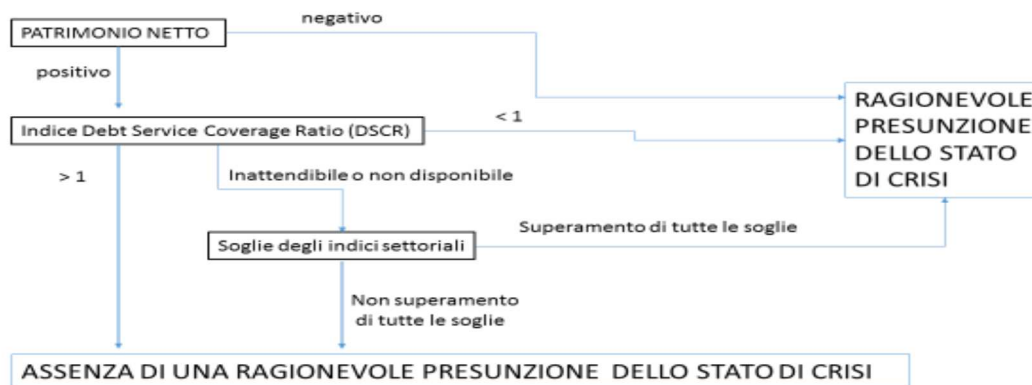 negativo
PATRIMONIO NETTO
positivo
RAGIONEVOLE
PRESUNZIONE
DELLO STATO
DI CRISI
< 1
Indice Debt Service Coverage Ratio (DSCR)
> 1
Inattendibile o non disponibile
Superamento di tutte le soglie
Soglie degli indici settoriali
Non superamento
di tutte le soglie
ASSENZA DI UNA RAGIONEVOLE PRESUNZIONE DELLO STATO DI CRISI